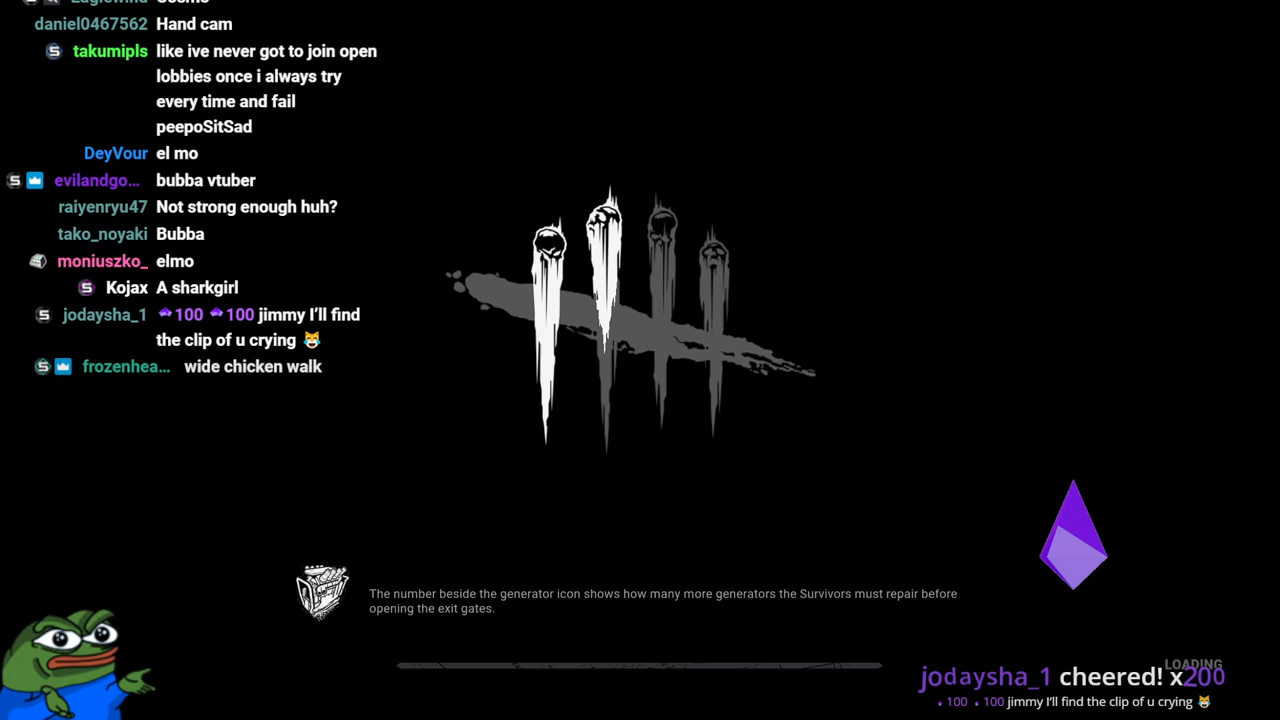 daniel0467562 Hand cam
takumipls like ive never got to join open
lobbies once i always try
every time and fail
peepoSitSad
DeyVour el mo
evilandgo... bubba vtuber
raiyenryu47 Not strong enough huh?
tako_noyaki Bubba
moniuszko_ elmo
Kojax A sharkgirl
jodaysha_1 100 100 jimmy I’ll find
the clip of u crying 😹
frozenhea... wide chicken walk
The number beside the generator icon shows how many more generators the Survivors must repair before
opening the exit gates.
LOADING
jodaysha_1 cheered! x200
100 100 jimmy I’ll find the clip of u crying 😹